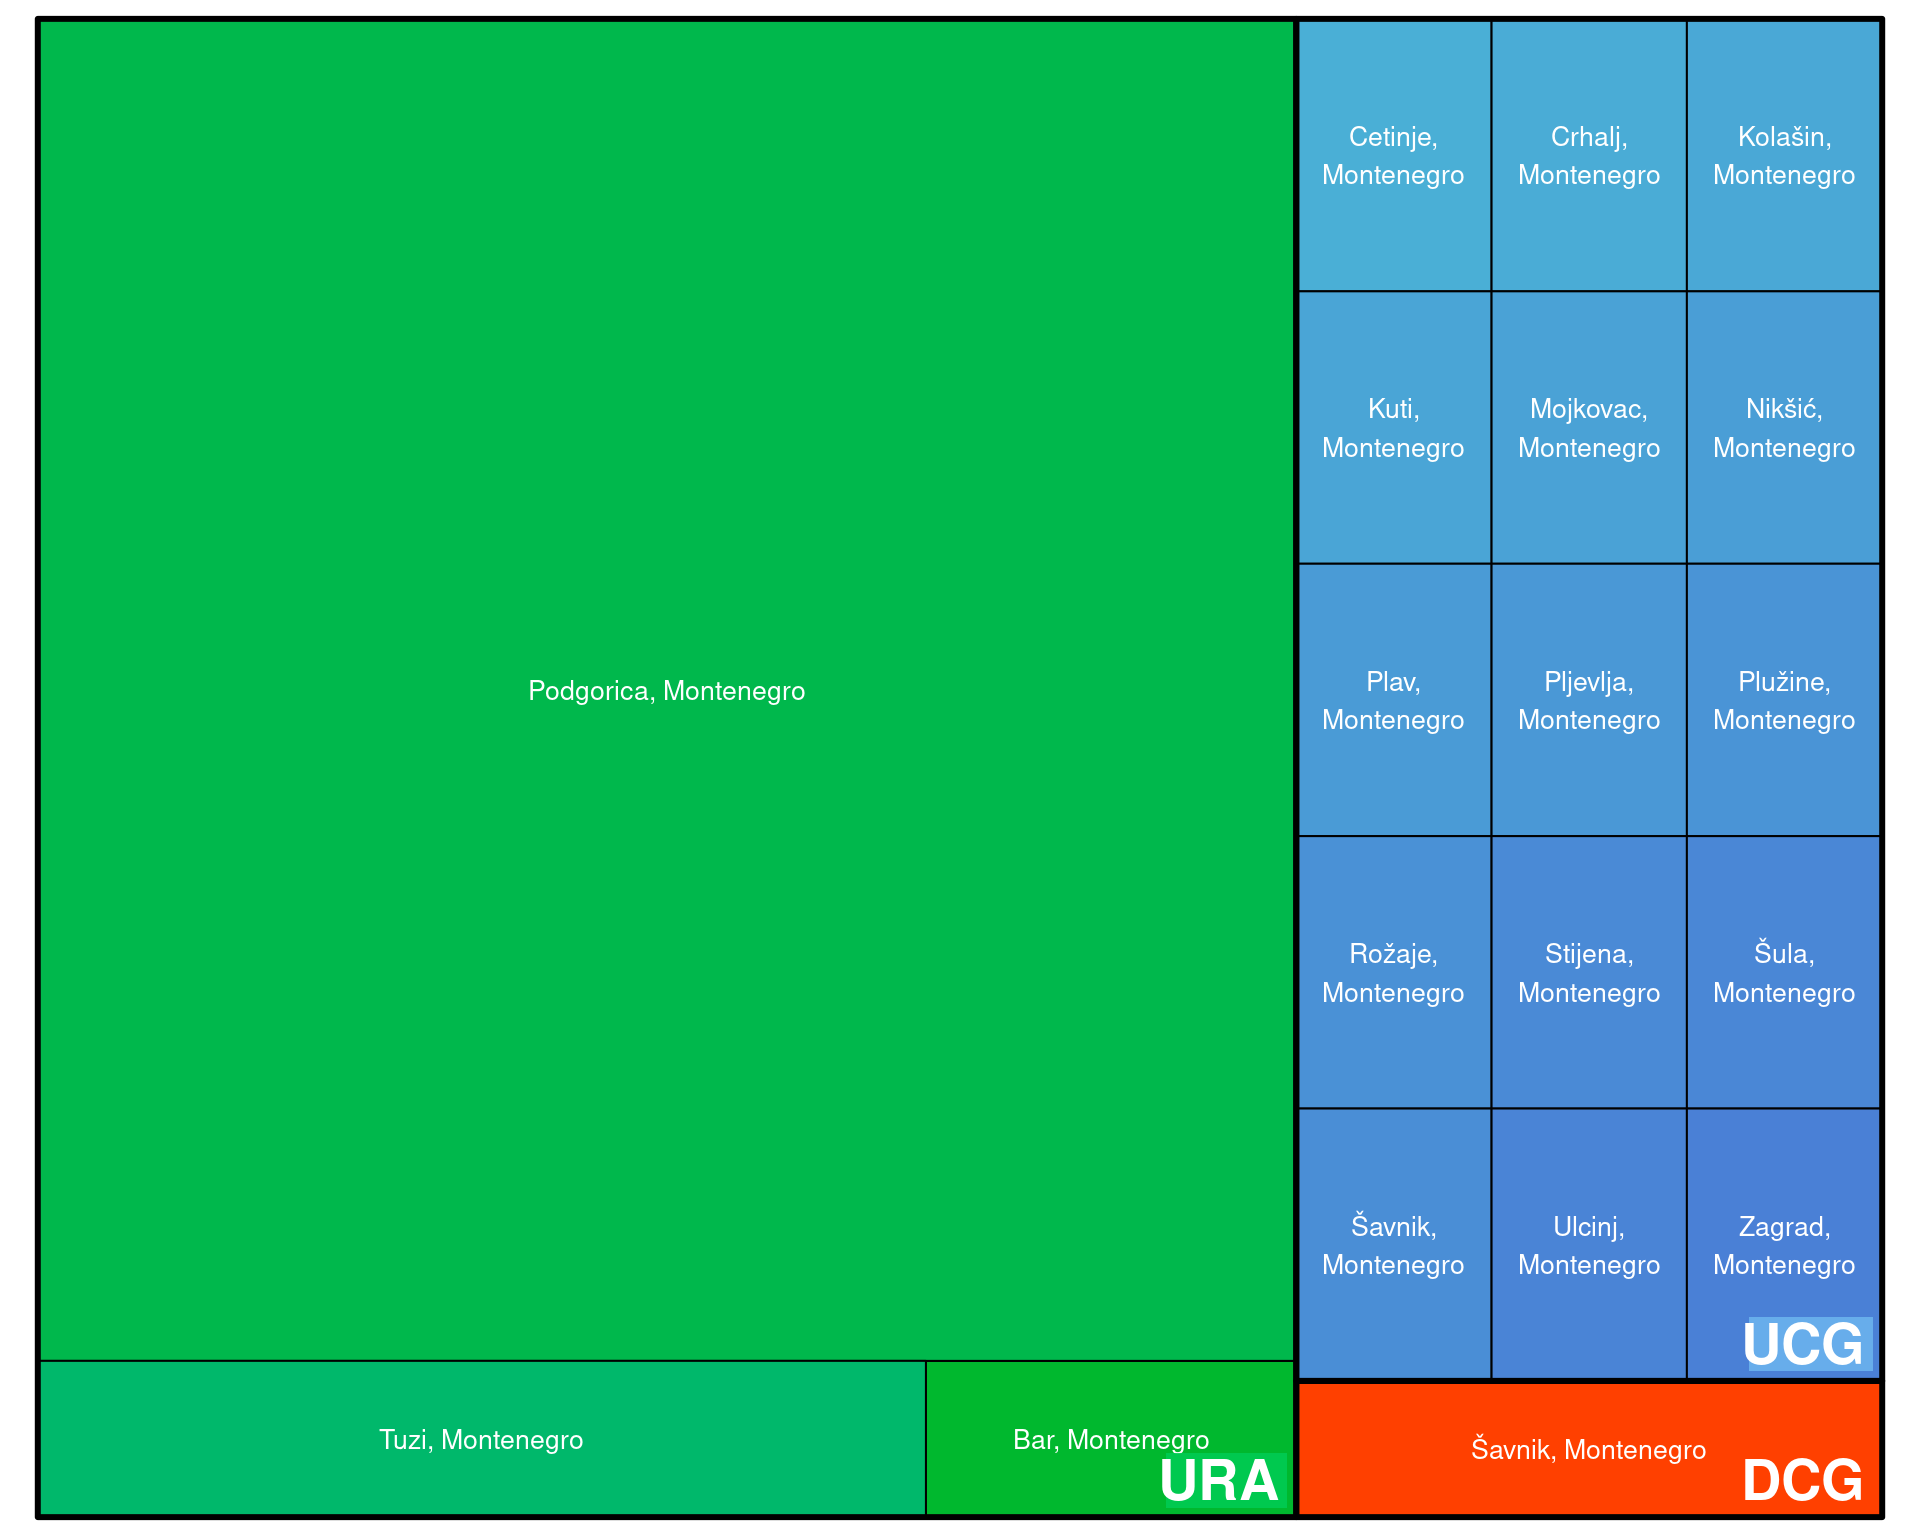 Podgorica, Montenegro
Tuzi, Montenegro
Bar, Montenegro
URA
Cetinje,
Montenegro
Crhalj,
Montenegro
Kolašin,
Montenegro
Kuti,
Montenegro
Mojkovac,
Montenegro
Nikšić,
Montenegro
Plav,
Montenegro
Pljevlja,
Montenegro
Plužine,
Montenegro
Rožaje,
Montenegro
Stijena,
Montenegro
Šula,
Montenegro
Šavnik,
Montenegro
Ulcinj,
Montenegro
Zagrad,
Montenegro
UCG
Šavnik, Montenegro
DCG